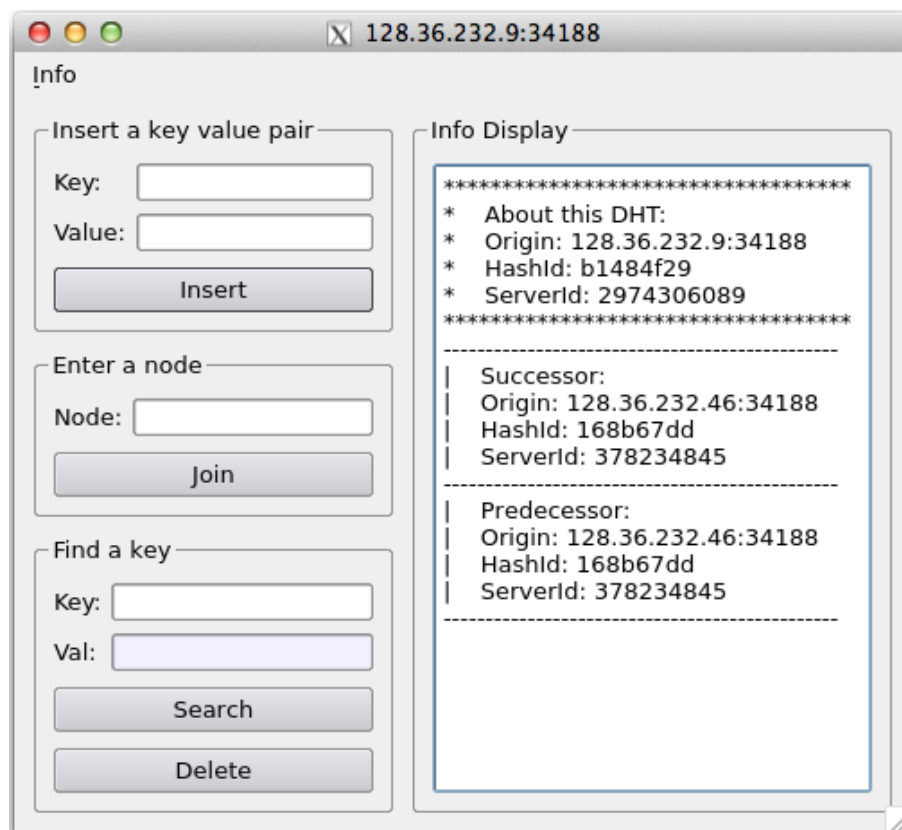 128.36.232.9:34188
Info
Insert a key value pair
Key:
Value:
Insert
Enter a node
Node:
Join
Find a key
Key:
Val:
Search
Delete
Info Display
***********************************
* About this DHT:
* Origin: 128.36.232.9:34188
* HashId: b1484f29
* ServerId: 2974306089
***********************************
-----------------------------------------------
| Successor:
| Origin: 128.36.232.46:34188
| HashId: 168b67dd
| ServerId: 378234845
-----------------------------------------------
| Predecessor:
| Origin: 128.36.232.46:34188
| HashId: 168b67dd
| ServerId: 378234845
-----------------------------------------------